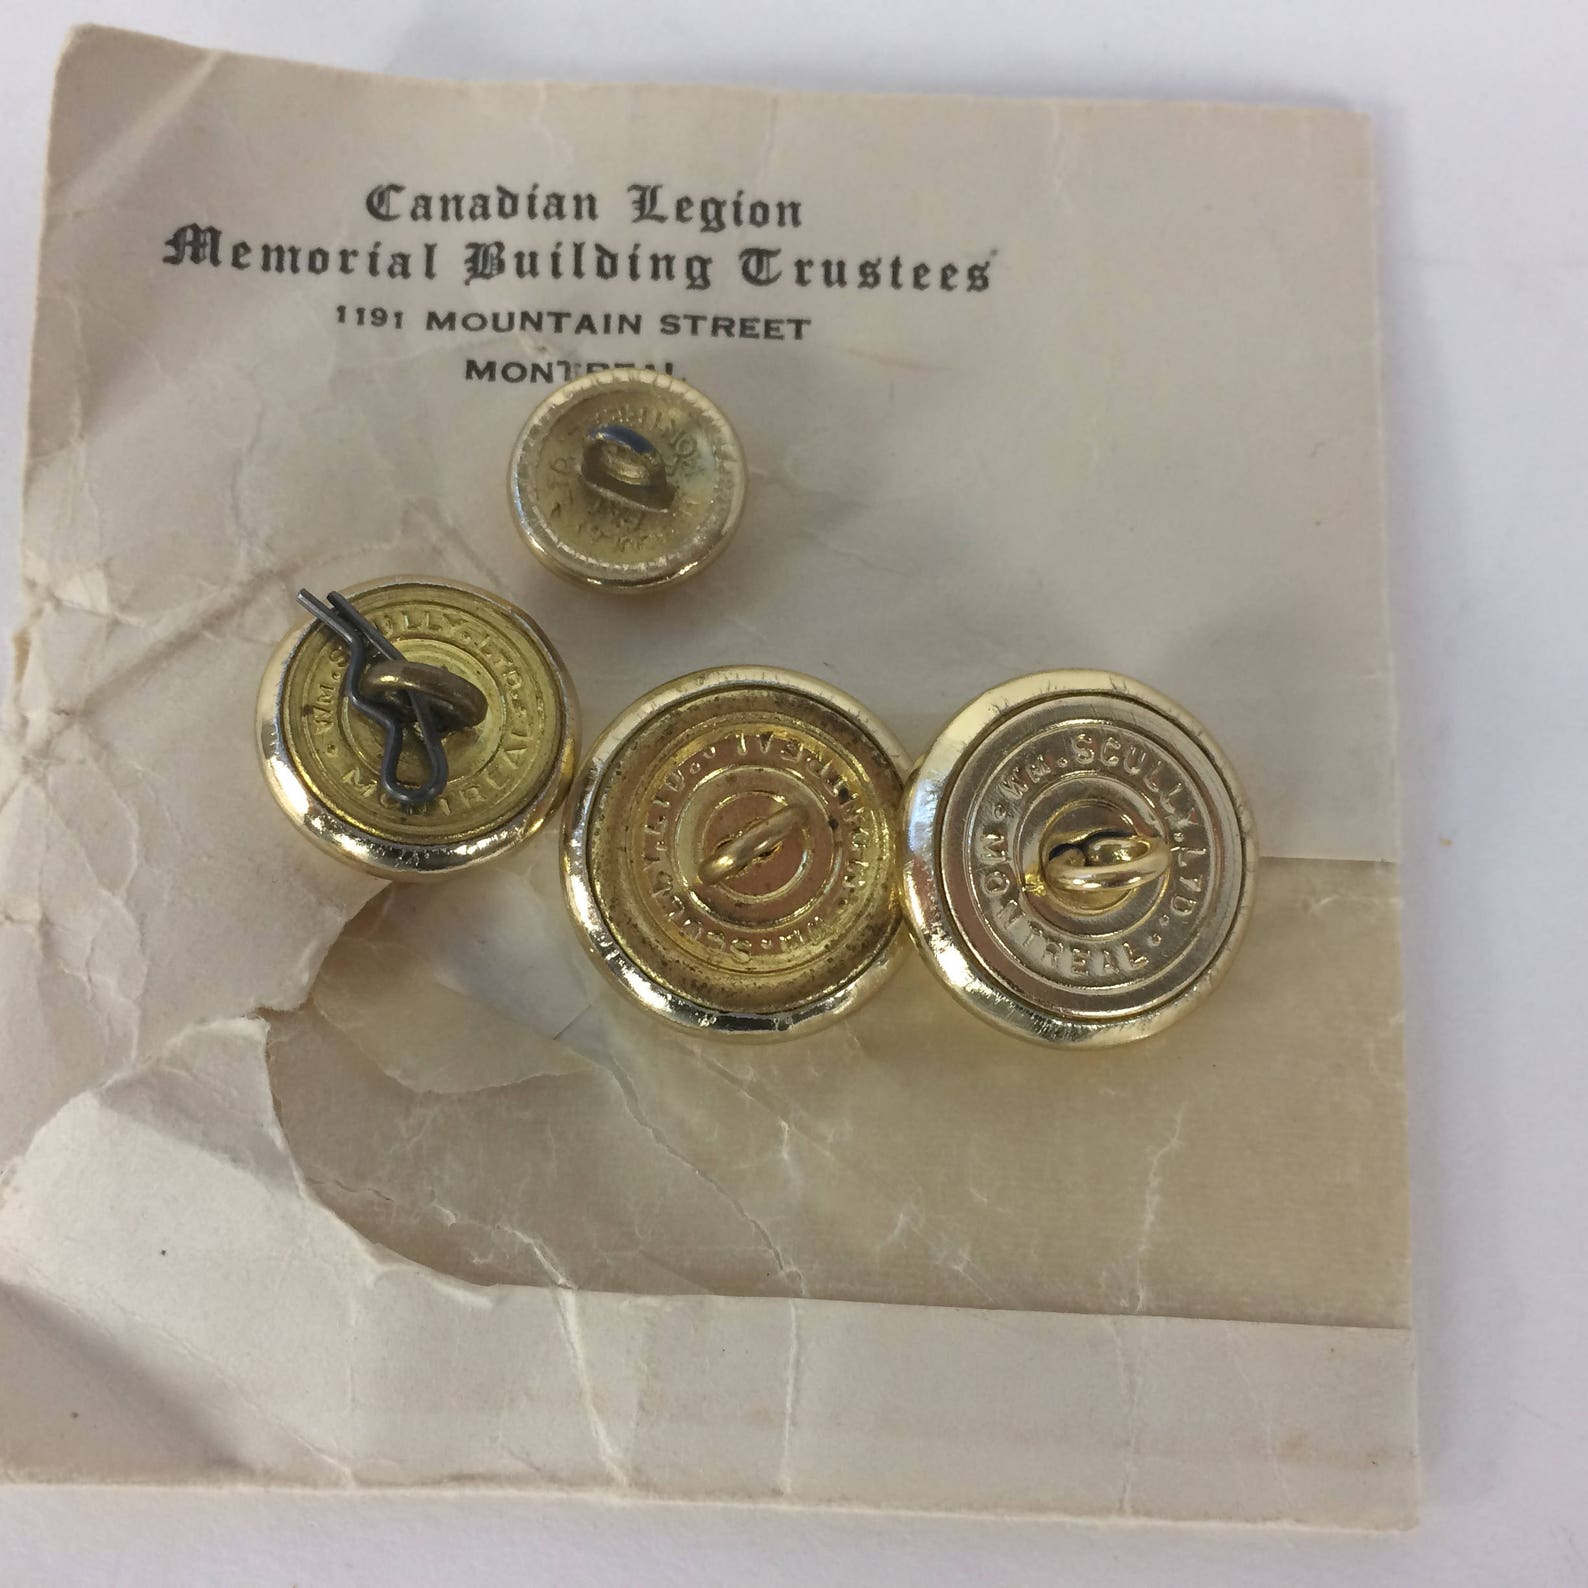 Canadian Legion
Memorial Building Trustees
1191 MOUNTAIN STREET
MONTREAL
WM. SCULLY. LTD.
MONTREAL
WM. SCULLY. LTD.
MONTREAL
WM. SCULLY. LTD.
MONTREAL